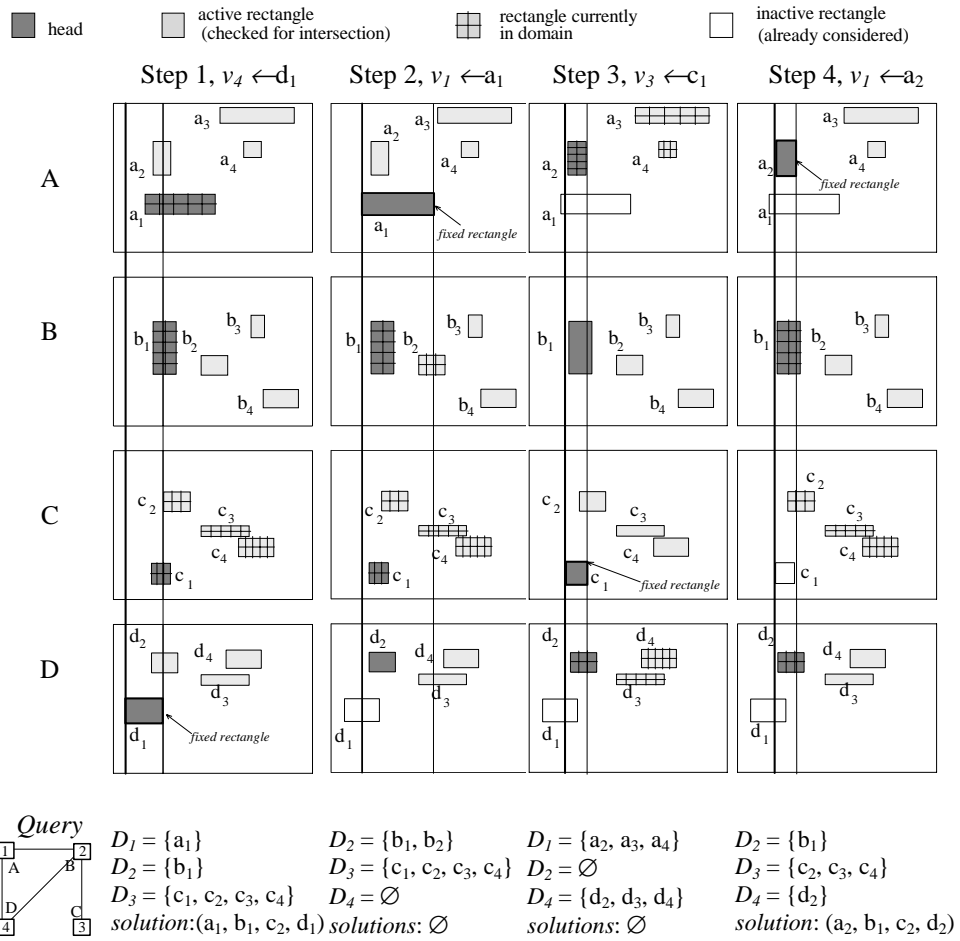 head
active rectangle
(checked for intersection)
rectangle currently
in domain
inactive rectangle
(already considered)
Step 1, v4 ←d1
Step 2, v1 ←a1
Step 3, v3 ←c1
Step 4, v1 ←a2
A
a3
a2
a4
a1
a3
a2
a4
a1
fixed rectangle
a3
a2
a4
a1
a3
a2
a4
fixed rectangle
a1
B
b1
b2
b3
b4
b1
b2
b3
b4
b1
b2
b3
b4
b1
b2
b3
b4
C
c2
c3
c4
c1
c2
c3
c4
c1
c2
c3
c4
c1
fixed rectangle
c2
c3
c4
c1
D
d2
d4
d3
d1
fixed rectangle
d2
d4
d3
d1
d2
d4
d3
d1
d2
d4
d3
d1
Query
1
2
A
B
D
C
4
3
D1 = {a1}
D2 = {b1}
D3 = {c1, c2, c3, c4}
solution:(a1, b1, c2, d1)
D2 = {b1, b2}
D3 = {c1, c2, c3, c4}
D4 = ∅
solutions: ∅
D1 = {a2, a3, a4}
D2 = ∅
D4 = {d2, d3, d4}
solutions: ∅
D2 = {b1}
D3 = {c2, c3, c4}
D4 = {d2}
solution: (a2, b1, c2, d2)